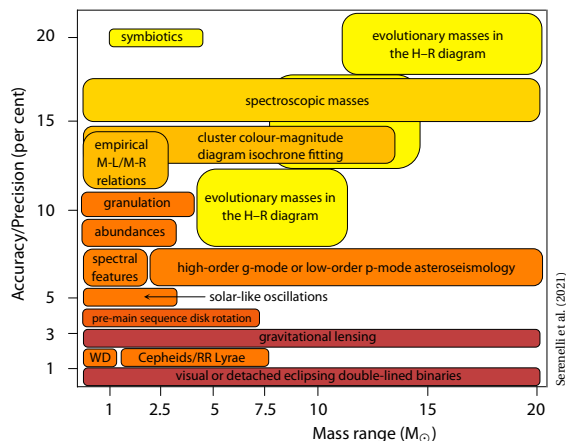 20
15
10
5
3
1
Accuracy/Precision (per cent)
symbiotics
evolutionary masses in
the H–R diagram
spectroscopic masses
cluster colour-magnitude
diagram isochrone fitting
empirical
M-L/M-R
relations
granulation
evolutionary masses in
the H–R diagram
abundances
spectral
features
high-order g-mode or low-order p-mode asteroseismology
solar-like oscillations
pre-main sequence disk rotation
gravitational lensing
WD
Cepheids/RR Lyrae
visual or detached eclipsing double-lined binaries
1 2.5 5 7.5 10 15 20
Mass range (M☉)
Serenelli et al. (2021)